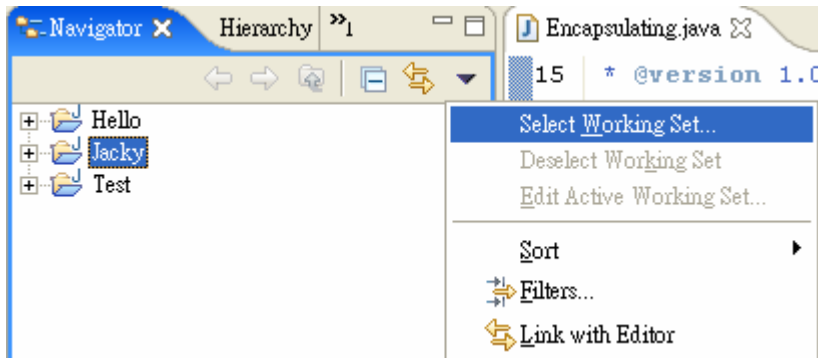 Navigator Hierarchy »1 Encapsulating.java
15 * @version 1.0
Hello
Jacky
Test
Select Working Set...
Deselect Working Set
Edit Active Working Set...
Sort
Filters...
Link with Editor